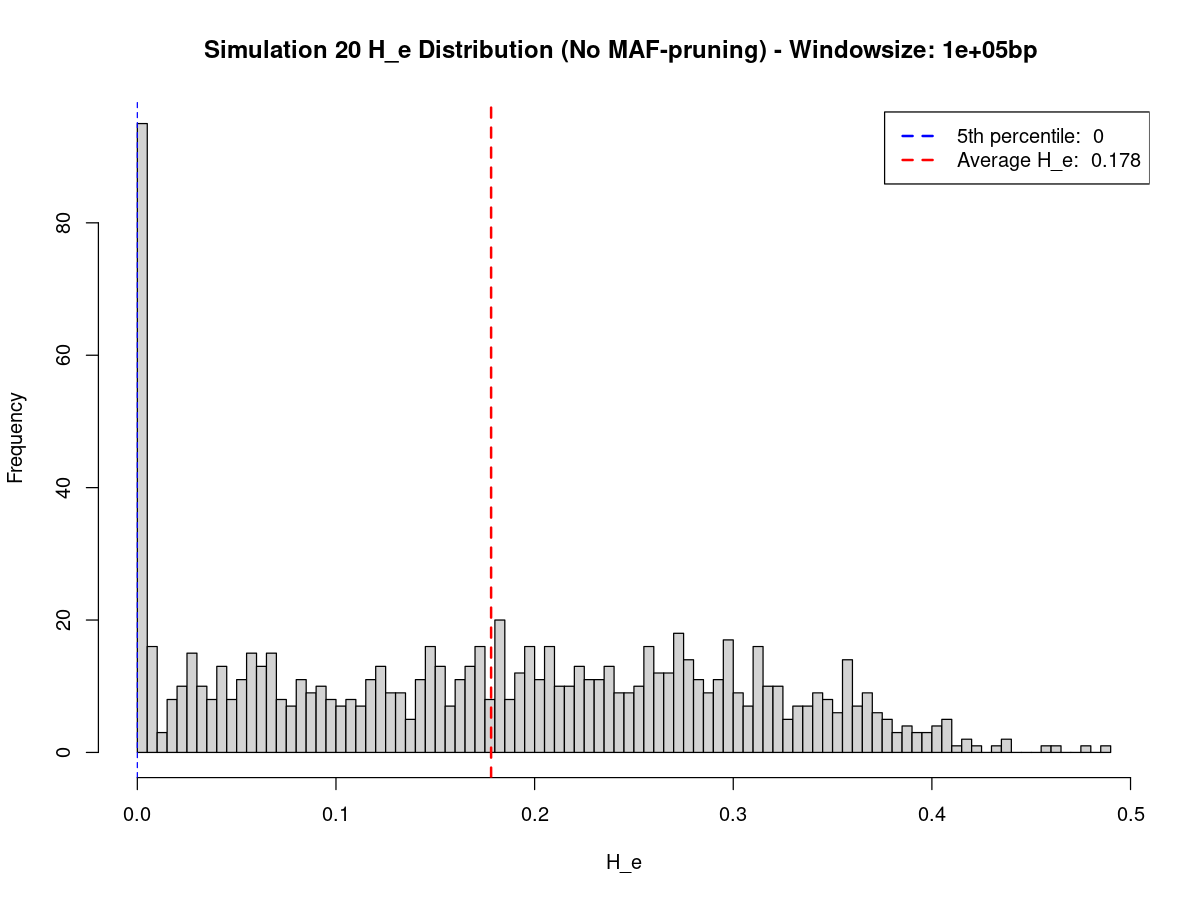 Simulation 20 H_e Distribution (No MAF-pruning) - Windowsize: 1e+05bp
5th percentile:  0
Average H_e:  0.178
Frequency
80
60
40
20
0
0.0 0.1 0.2 0.3 0.4 0.5
H_e